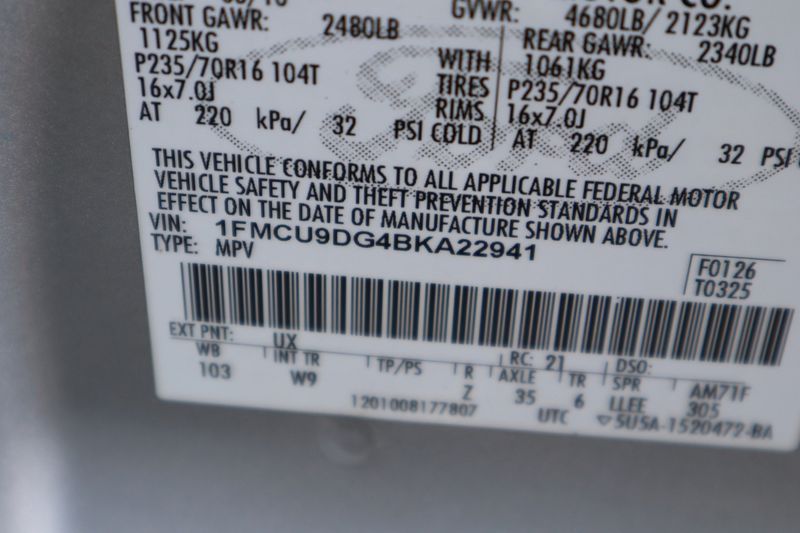 GVWR: 4680LB/ 2123KG
FRONT GAWR: 2480LB REAR GAWR: 2340LB
1125KG WITH 1061KG
P235/70R16 104T TIRES P235/70R16 104T
16x7.0J RIMS 16x7.0J
AT 220 kPa/ 32 PSI COLD AT 220 kPa/ 32 PSI
THIS VEHICLE CONFORMS TO ALL APPLICABLE FEDERAL MOTOR
VEHICLE SAFETY AND THEFT PREVENTION STANDARDS IN
EFFECT ON THE DATE OF MANUFACTURE SHOWN ABOVE.
VIN: 1FMCU9DG4BKA22941
TYPE: MPV
F0126
T0325
EXT PNT: UX RC: 21 DSO:
WB INT TR TP/PS R AXLE TR SPR AM71F
103 W9 Z 35 6 LLEE 305
1201008177807 UTC 5U5A-1520472-BA
Ford